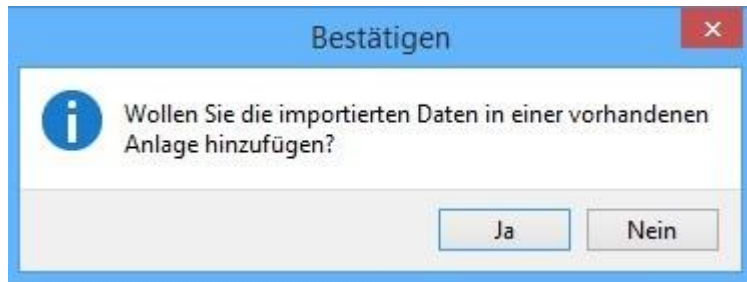 Bestätigen
Wollen Sie die importierten Daten in einer vorhandenen
Anlage hinzufügen?
Ja
Nein